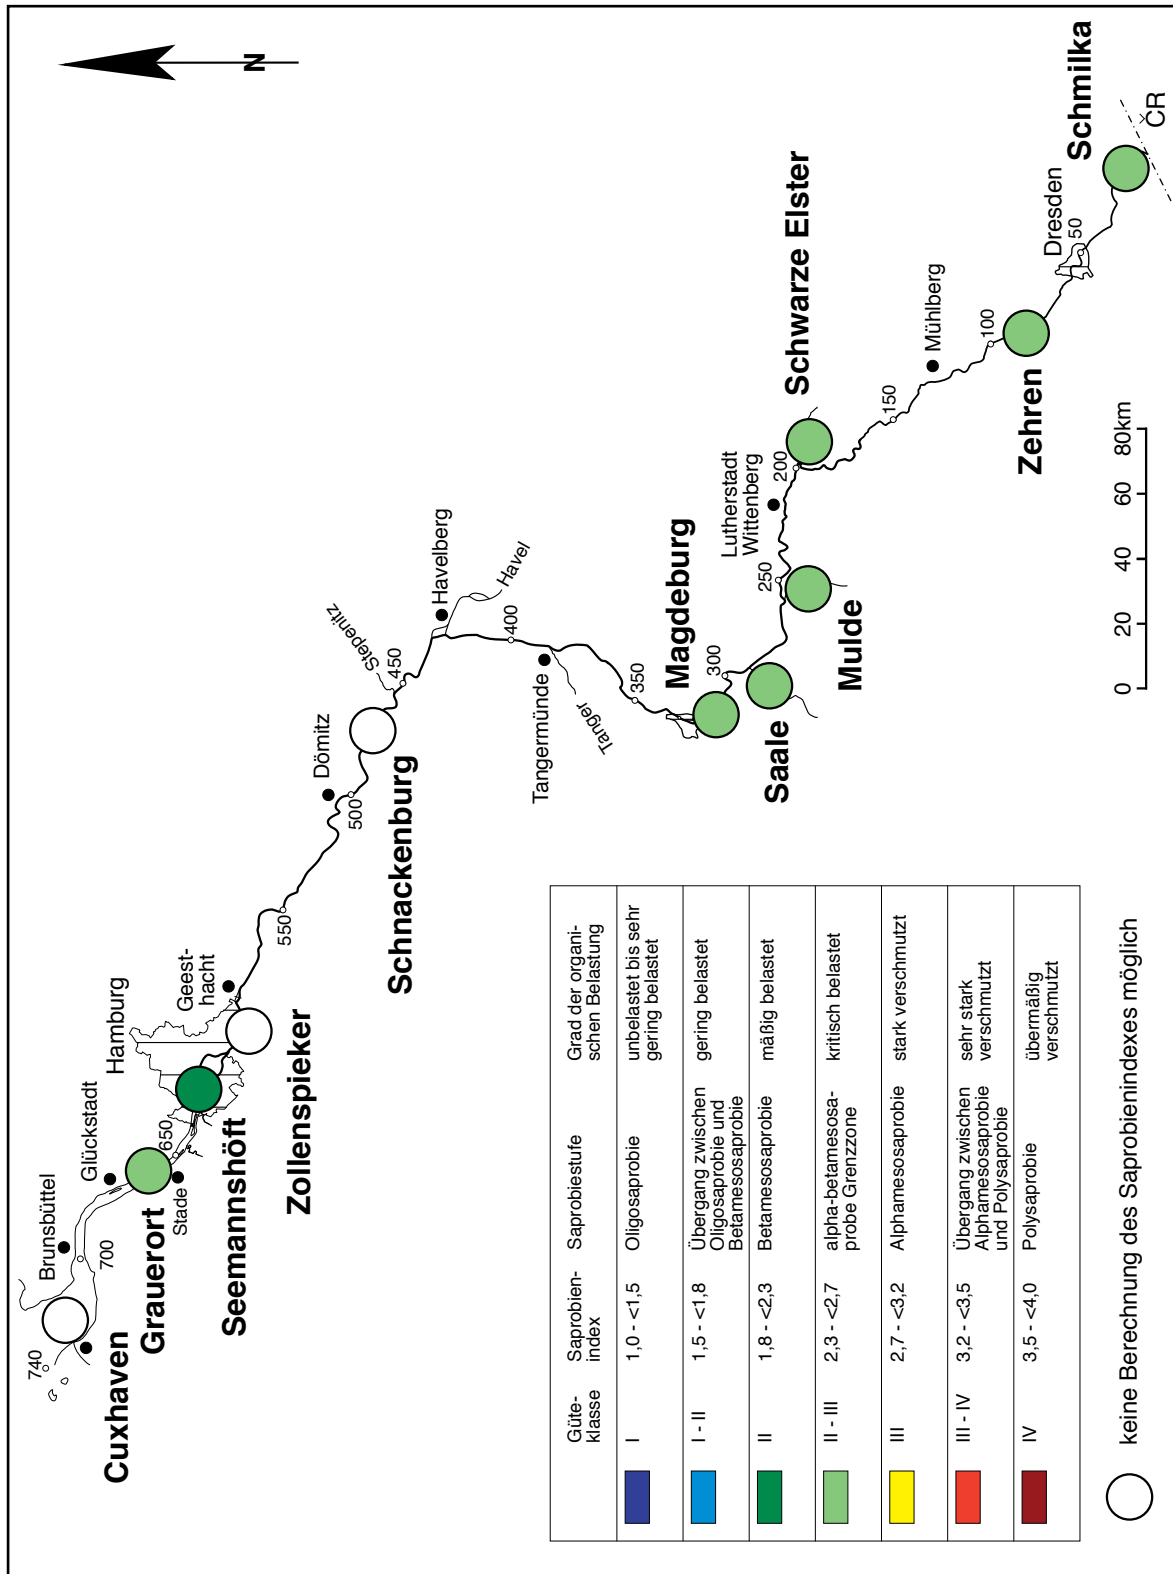 N
740
Cuxhaven
Brunsbüttel
700
Glückstadt
Grauerort
Stade
650
Hamburg
Seemannshöft
Geest-
hacht
Zollenspieker
550
Dömitz
500
Schnackenburg
Stepenitz
450
Havelberg
Havel
400
Tangermünde
Tanger
350
Magdeburg
300
Saale
Mulde
250
Lutherstadt
Wittenberg
200
Schwarze Elster
150
Mühlberg
100
Zehren
Dresden
50
Schmilka
CR
0 20 40 60 80km
Güte-
klasse
Saprobien-
index
Saprobiestufe
Grad der organi-
schen Belastung
I
1,0 - <1,5
Oligosaprobie
unbelastet bis sehr
gering belastet
I - II
1,5 - <1,8
Übergang zwischen
Oligosaprobie und
Betamesosaprobie
gering belastet
II
1,8 - <2,3
Betamesosaprobie
mäßig belastet
II - III
2,3 - <2,7
alpha-betamesosa-
probe Grenzzone
kritisch belastet
III
2,7 - <3,2
Alphamesosaprobie
stark verschmutzt
III - IV
3,2 - <3,5
Übergang zwischen
Alphamesosaprobie
und Polysaprobie
sehr stark
verschmutzt
IV
3,5 - <4,0
Polysaprobie
übermäßig
verschmutzt
keine Berechnung des Saprobienindexes möglich